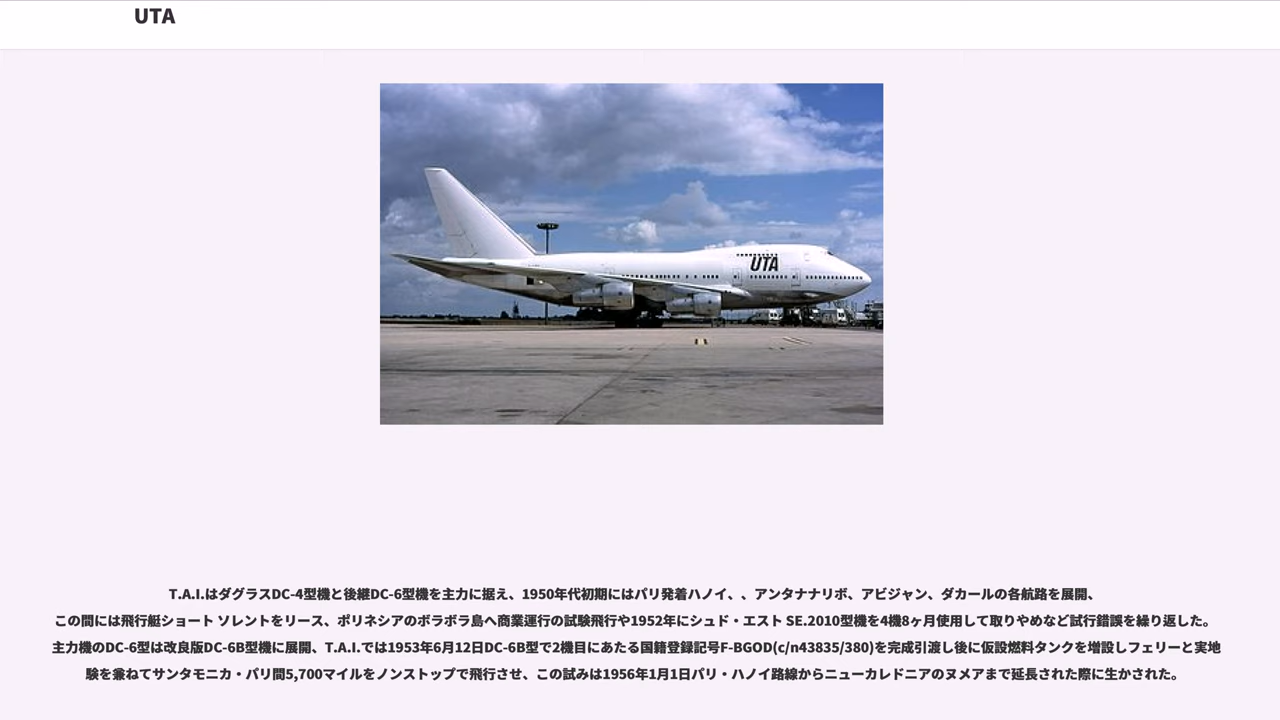 UTA
UTA
T.A.I.はダグラスDC-4型機と後継DC-6型機を主力に据え、1950年代初期にはパリ発着ハノイ、、アンタナナリボ、アビジャン、ダカールの各航路を展開、
この間には飛行艇ショート ソレントをリース、ポリネシアのボラボラ島へ商業運行の試験飛行や1952年にシュド・エスト SE.2010型機を4機8ヶ月使用して取りやめなど試行錯誤を繰り返した。
主力機のDC-6型は改良版DC-6B型機に展開、T.A.I.では1953年6月12日DC-6B型で2機目にあたる国籍登録記号F-BGOD(c/n43835/380)を完成引渡し後に仮設燃料タンクを増設しフェリーと実地
験を兼ねてサンタモニカ・パリ間5,700マイルをノンストップで飛行させ、この試みは1956年1月1日パリ・ハノイ路線からニューカレドニアのヌメアまで延長された際に生かされた。